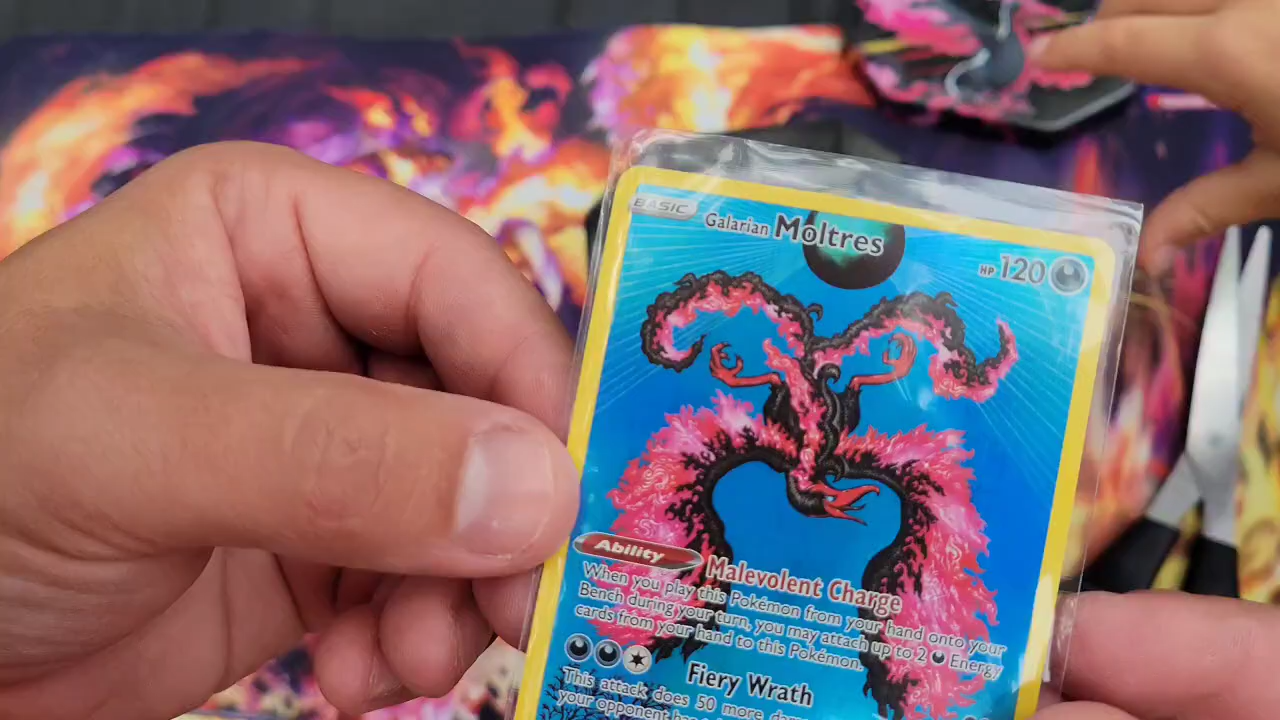 BASIC
Galarian Moltres
HP 120
Ability Malevolent Charge
When you play this Pokémon from your hand onto your
Bench during your turn, you may attach up to 2 Energy
cards from your hand to this Pokémon.
Fiery Wrath
This attack does 50 more